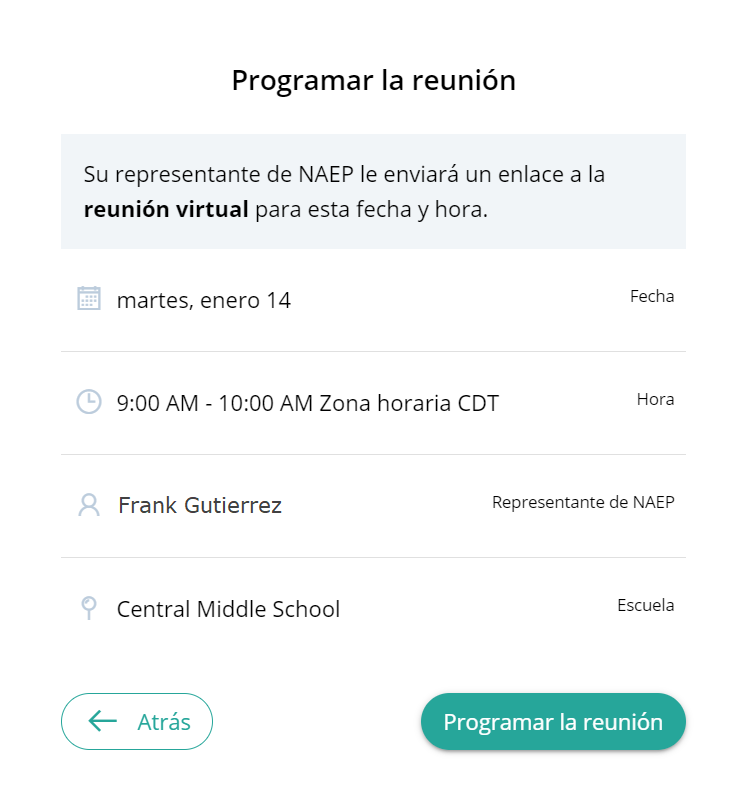 Programar la reunión
Su representante de NAEP le enviará un enlace a la
reunión virtual para esta fecha y hora.
martes, enero 14 Fecha
9:00 AM - 10:00 AM Zona horaria CDT Hora
Frank Gutierrez Representante de NAEP
Central Middle School Escuela
Atrás Programar la reunión